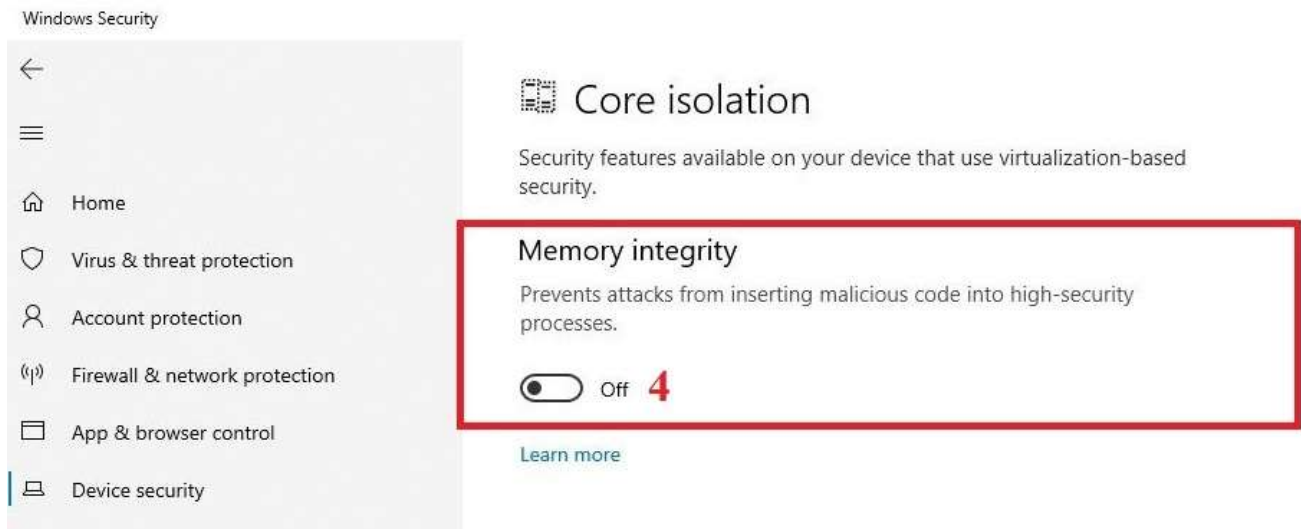 Windows Security
Home
Virus & threat protection
Account protection
Firewall & network protection
App & browser control
Device security
Core isolation
Security features available on your device that use virtualization-based
security.
Memory integrity
Prevents attacks from inserting malicious code into high-security
processes.
Off 4
Learn more